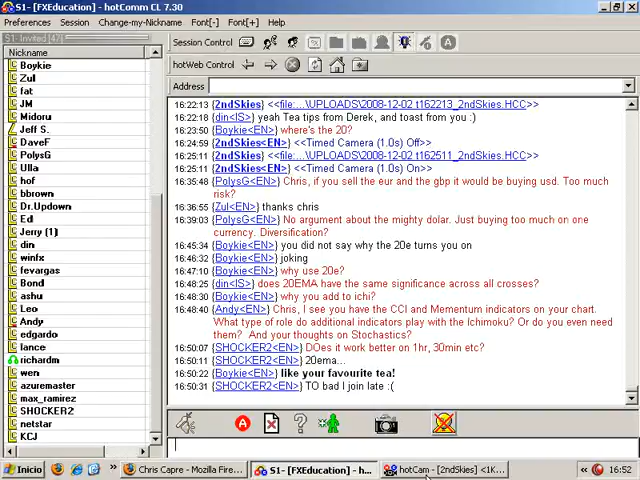 S1- [FXEducation] - hotComm CL 7.30
Preferences Session Change-my-Nickname Font[-] Font[+] Help
S1- Invited [47]
Session Control
Nickname
hotWeb Control
Address
Boykie
Zul
fat
JM
Midoru
Jeff S.
DaveF
PolysG
Ulla
hof
bbrown
Dr.Updown
Ed
Jerry (1)
din
winfx
fevargas
Bond
ashu
Leo
Andy
edgardo
lance
richardm
wen
azuremaster
max_ramirez
SHOCKER2
netstar
KCJ
16:22:13 {2ndSkies} <<file:...\UPLOADS\2008-12-02 t162213_2ndSkies.HCC>>
16:22:18 {din<IS>} yeah Tea tips from Derek, and toast from you :)
16:23:50 {Boykie<EN>} where's the 20?
16:24:59 {2ndSkies<EN>} <<Timed Camera (1.0s) Off>>
16:25:11 {2ndSkies} <<file:...\UPLOADS\2008-12-02 t162511_2ndSkies.HCC>>
16:25:11 {2ndSkies<EN>} <<Timed Camera (1.0s) On>>
16:35:48 {PolysG<EN>} Chris, if you sell the eur and the gbp it would be buying usd. Too much
risk?
16:36:55 {Zul<EN>} thanks chris
16:39:03 {PolysG<EN>} No argument about the mighty dolar. Just buying too much on one
currency. Diversification?
16:45:34 {Boykie<EN>} you did not say why the 20e turns you on
16:46:32 {Boykie<EN>} joking
16:47:10 {Boykie<EN>} why use 20e?
16:48:25 {din<IS>} does 20EMA have the same significance across all crosses?
16:48:30 {Boykie<EN>} why you add to ichi?
16:48:40 {Andy<EN>} Chris, I see you have the CCI and Mementum indicators on your chart.
What type of role do additional indicators play with the Ichimoku? Or do you even need
them? And your thoughts on Stochastics?
16:50:07 {SHOCKER2<EN>} DOes it work better on 1hr, 30min etc?
16:50:11 {SHOCKER2<EN>} 20ema...
16:50:22 {Boykie<EN>} like your favourite tea!
16:50:31 {SHOCKER2<EN>} TO bad I join late :(
Inicio
Chris Capre - Mozilla Fir...
S1- [FXEducation] - h...
hotCam - [2ndSkies] <1K...
16:52